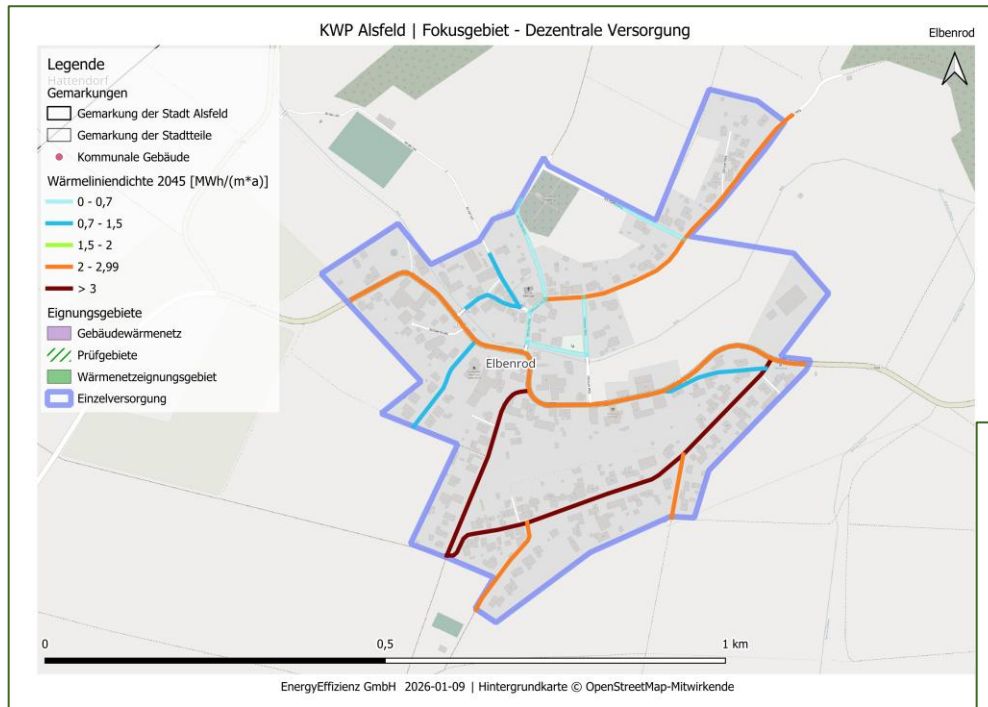 KWP Alsfeld | Fokusgebiet - Dezentrale Versorgung
Elbenrod
Legende
Hattendorf
Gemarkungen
Gemarkung der Stadt Alsfeld
Gemarkung der Stadtteile
Kommunale Gebäude
Wärmeliniendichte 2045 [MWh/(m*a)]
0 - 0,7
0,7 - 1,5
1,5 - 2
2 - 2,99
> 3
Eignungsgebiete
Gebäudewärmenetz
Prüfgebiete
Wärmenetzeignungsgebiet
Einzelversorgung
Elbenrod
0
0,5
1 km
EnergyEffizienz GmbH 2026-01-09 | Hintergrundkarte © OpenStreetMap-Mitwirkende